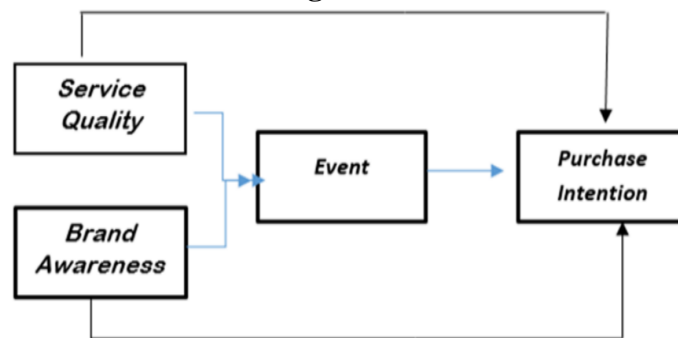 Service
Quality
Event
Purchase
Intention
Brand
Awareness